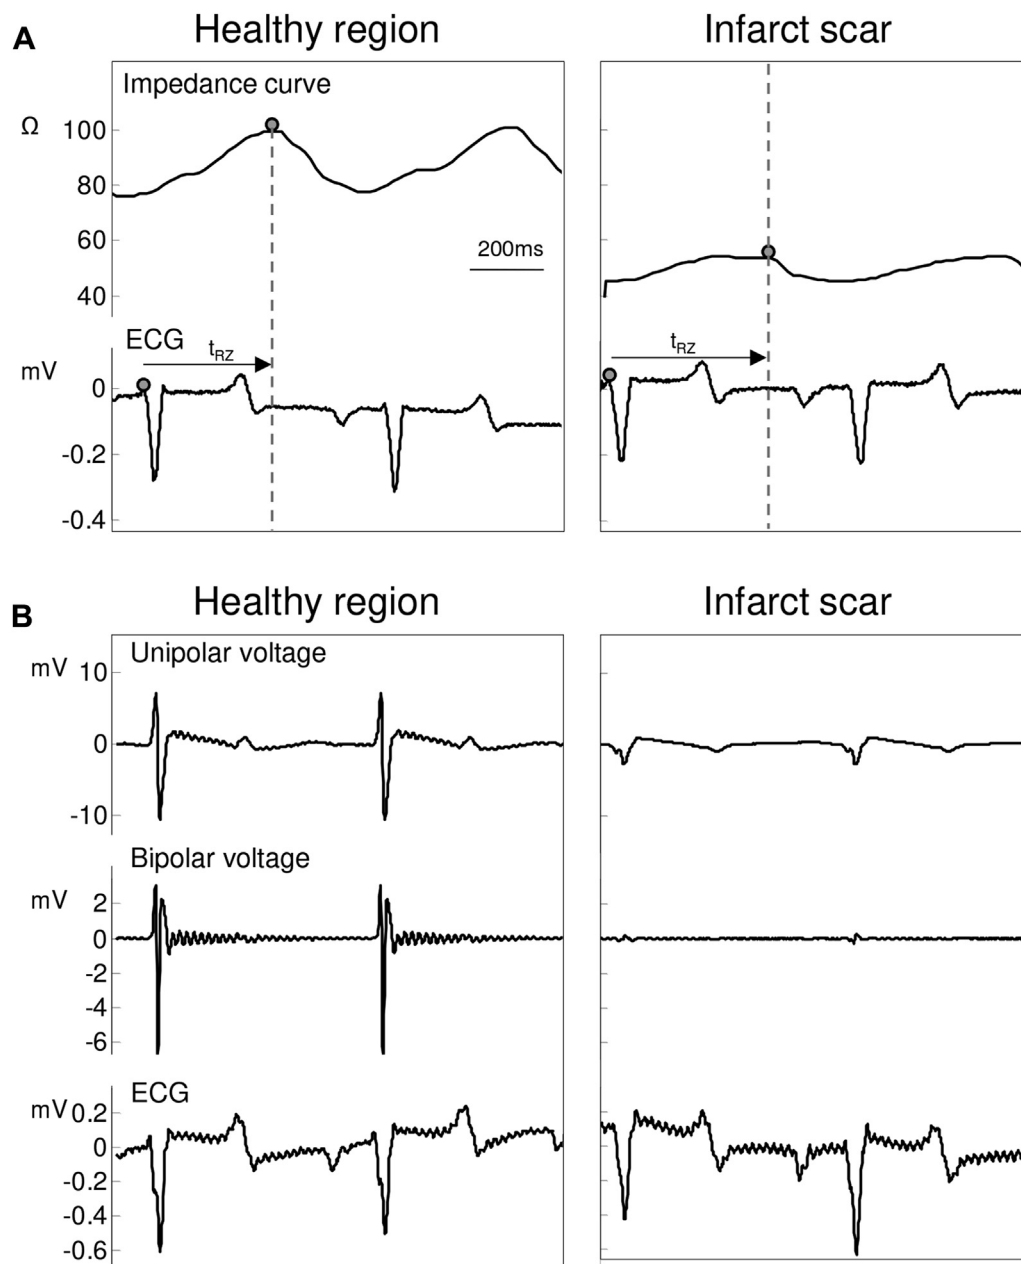 A
Healthy region
Infarct scar
Impedance curve
Ω
100
80
60
40
200ms
ECG
tRZ
tRZ
mV
0
-0.2
-0.4
B
Healthy region
Infarct scar
Unipolar voltage
mV 10
0
-10
Bipolar voltage
mV 2
0
-2
-4
-6
ECG
mV 0.2
0
-0.2
-0.4
-0.6